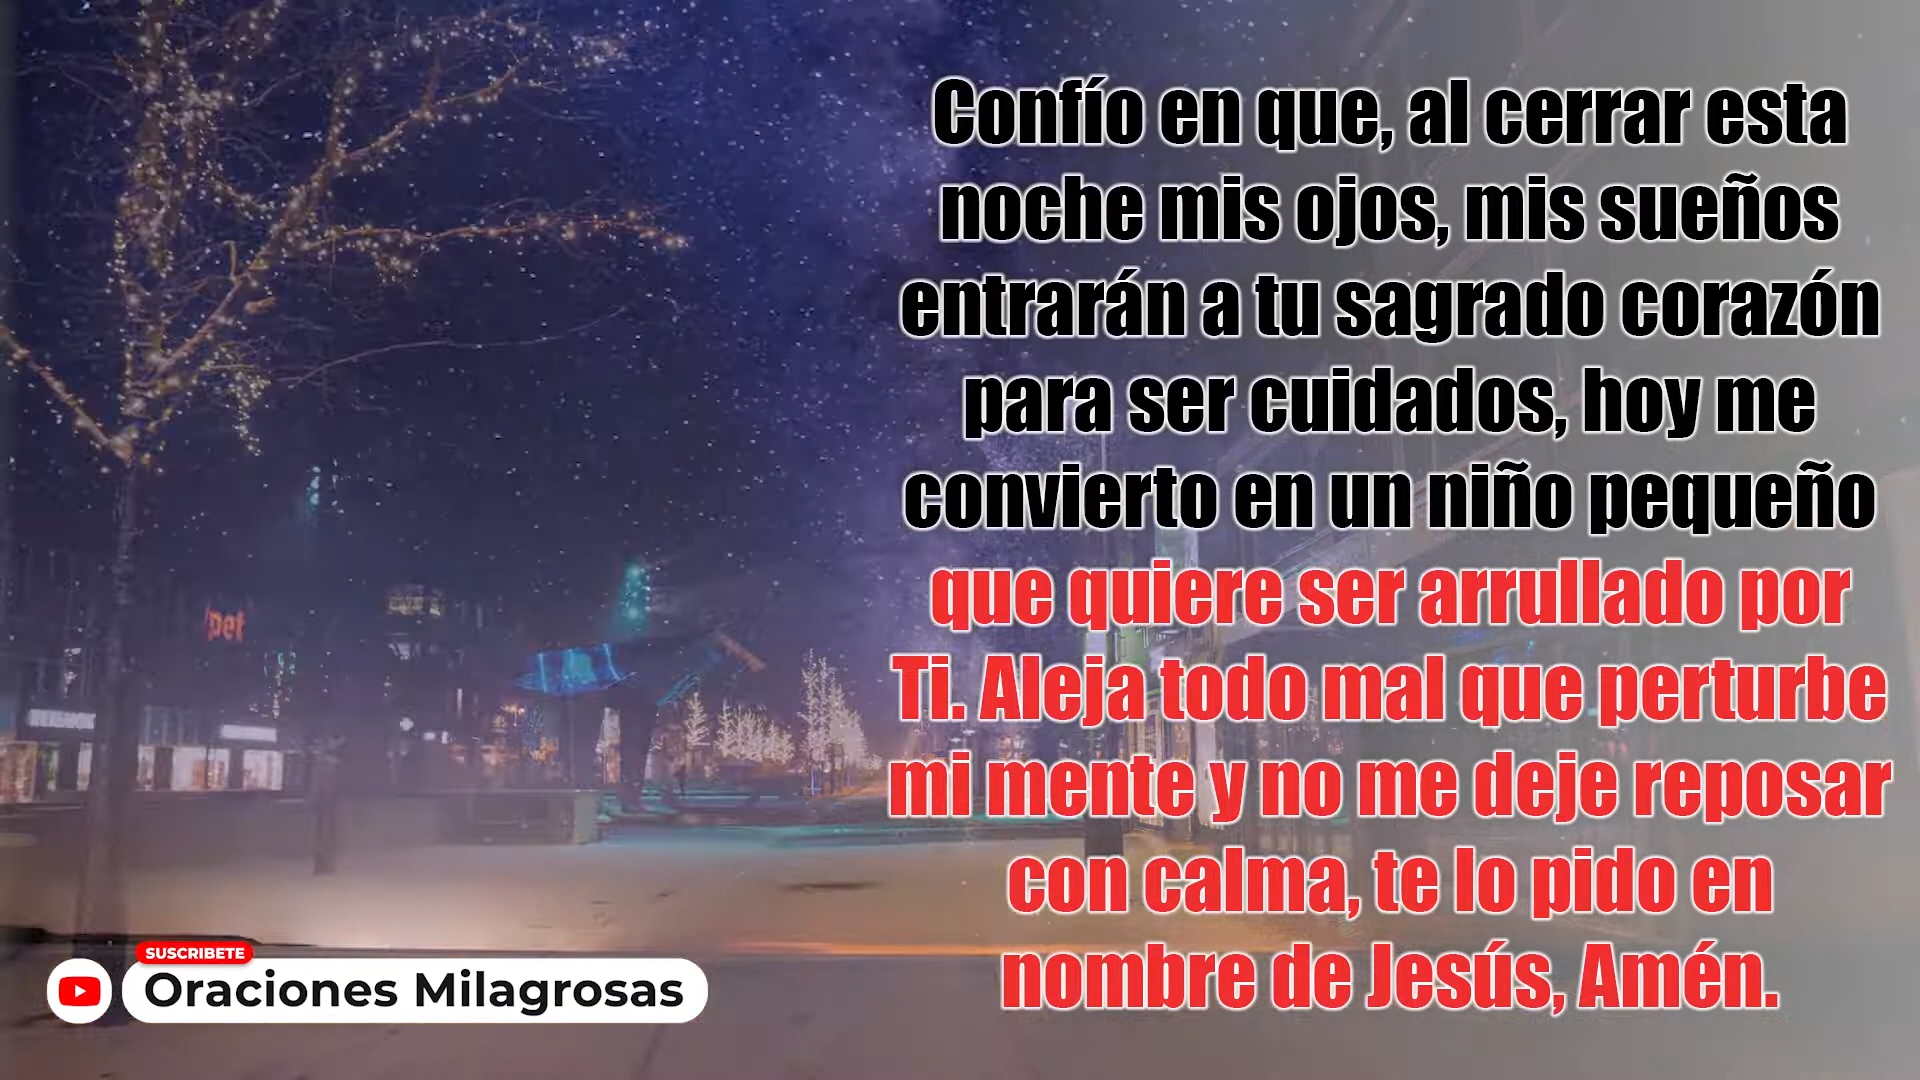 Confío en que, al cerrar esta
noche mis ojos, mis sueños
entrarán a tu sagrado corazón
para ser cuidados, hoy me
convierto en un niño pequeño
que quiere ser arrullado por
Ti. Aleja todo mal que perturbe
mi mente y no me deje reposar
con calma, te lo pido en
nombre de Jesús, Amén.
pet
SUSCRIBETE
Oraciones Milagrosas